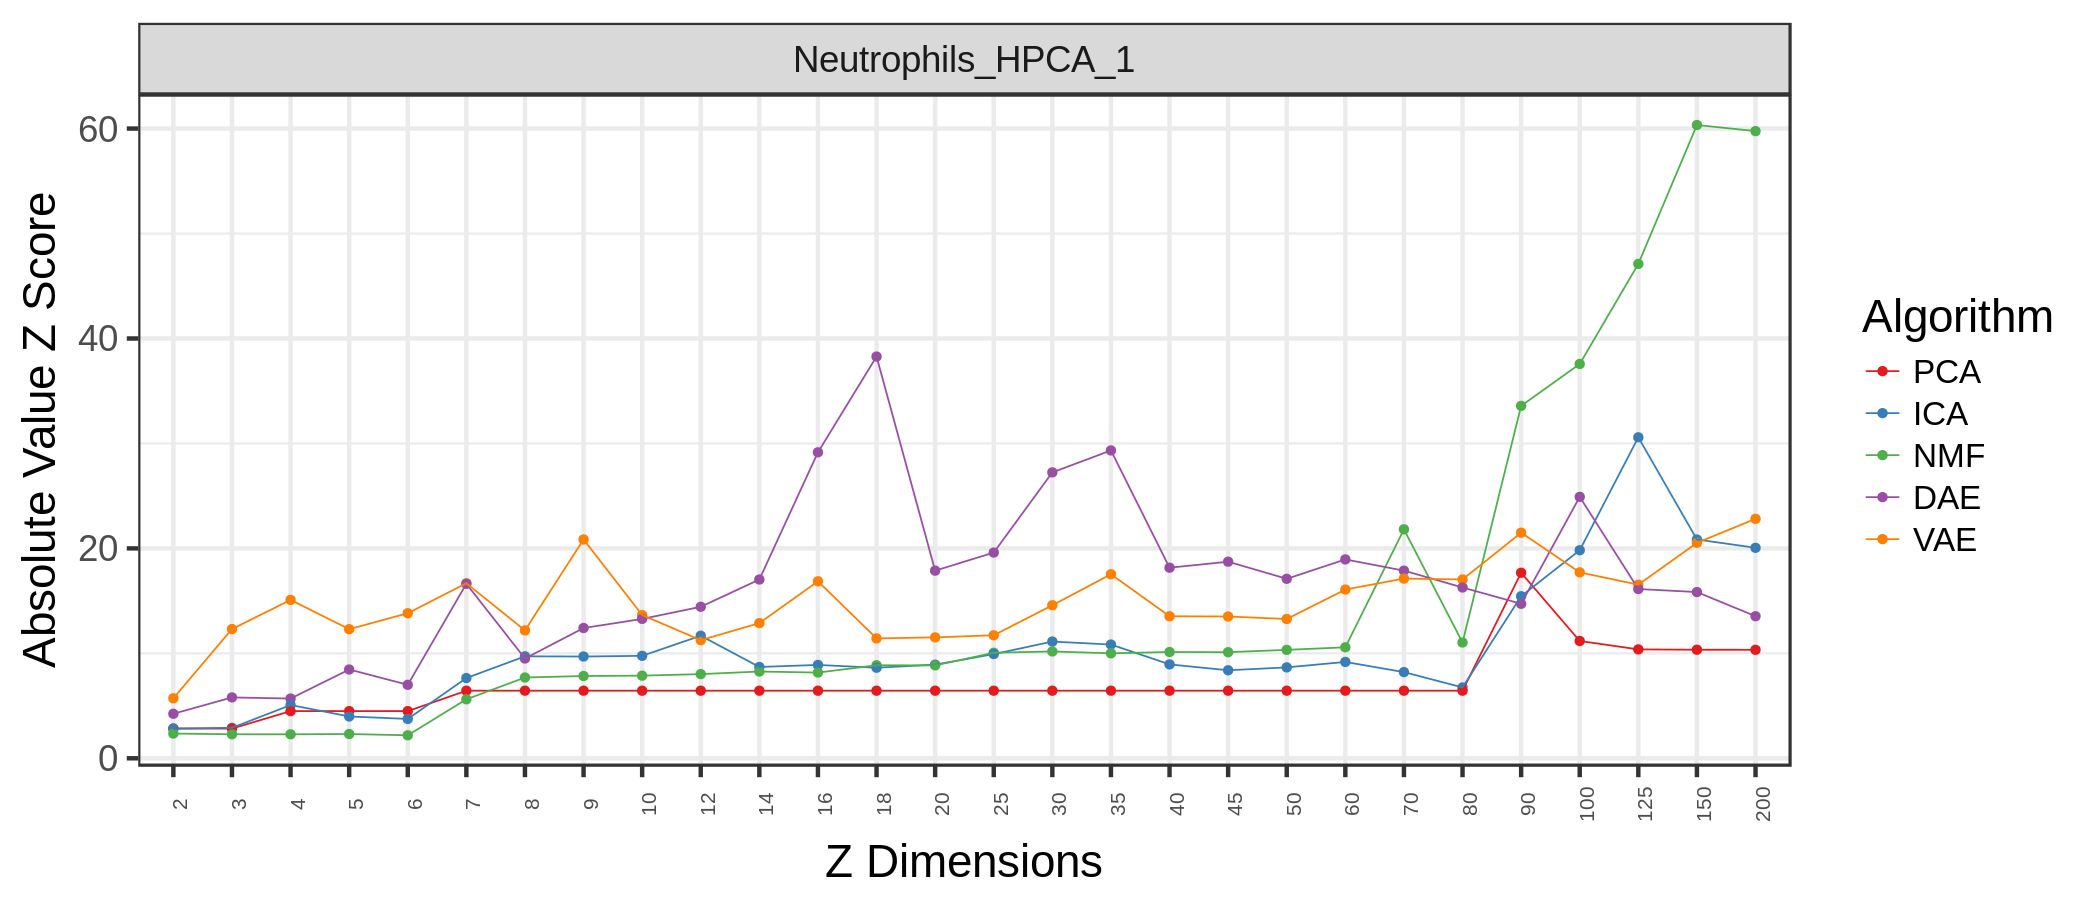 Neutrophils_HPCA_1
Absolute Value Z Score
60
40
20
0
2 3 4 5 6 7 8 9 10 12 14 16 18 20 25 30 35 40 45 50 60 70 80 90 100 125 150 200
Z Dimensions
Algorithm
PCA
ICA
NMF
DAE
VAE